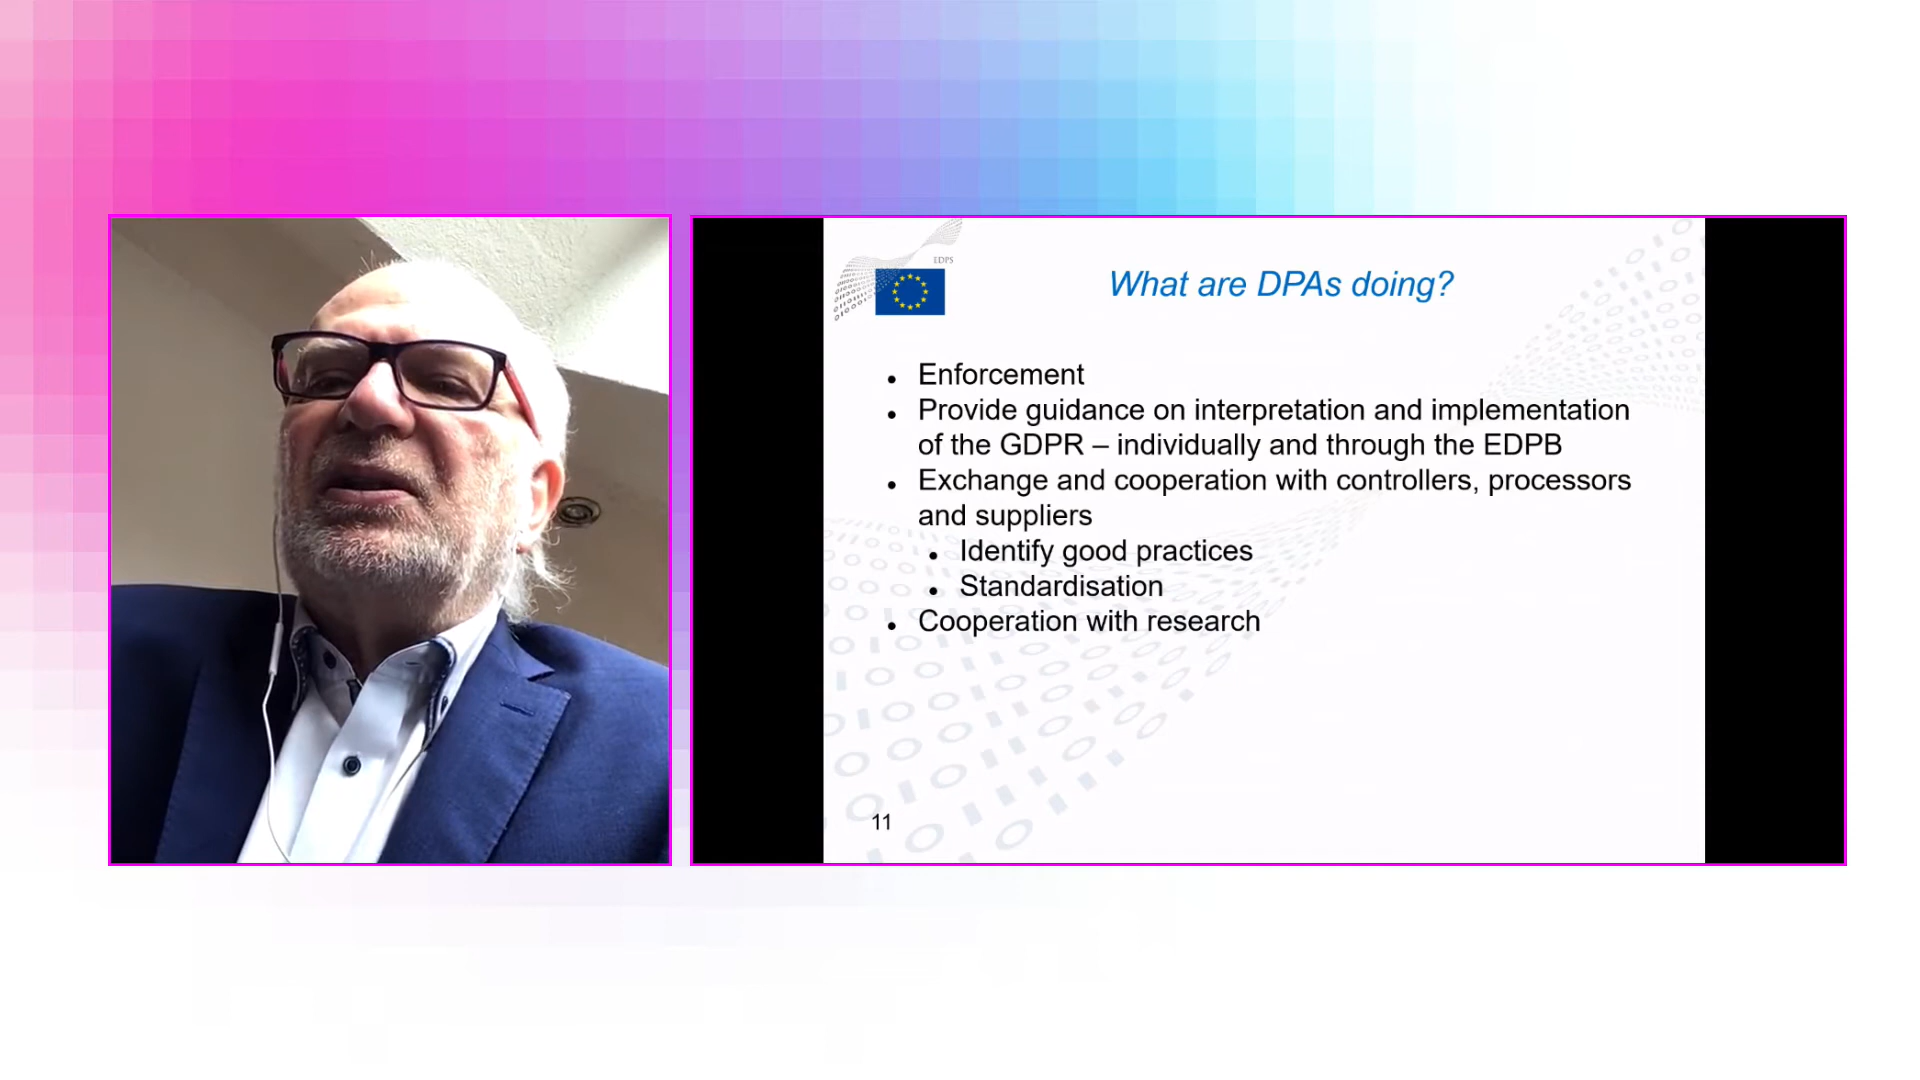 EDPS
What are DPAs doing?
• Enforcement
• Provide guidance on interpretation and implementation
of the GDPR – individually and through the EDPB
• Exchange and cooperation with controllers, processors
and suppliers
• Identify good practices
• Standardisation
• Cooperation with research
11